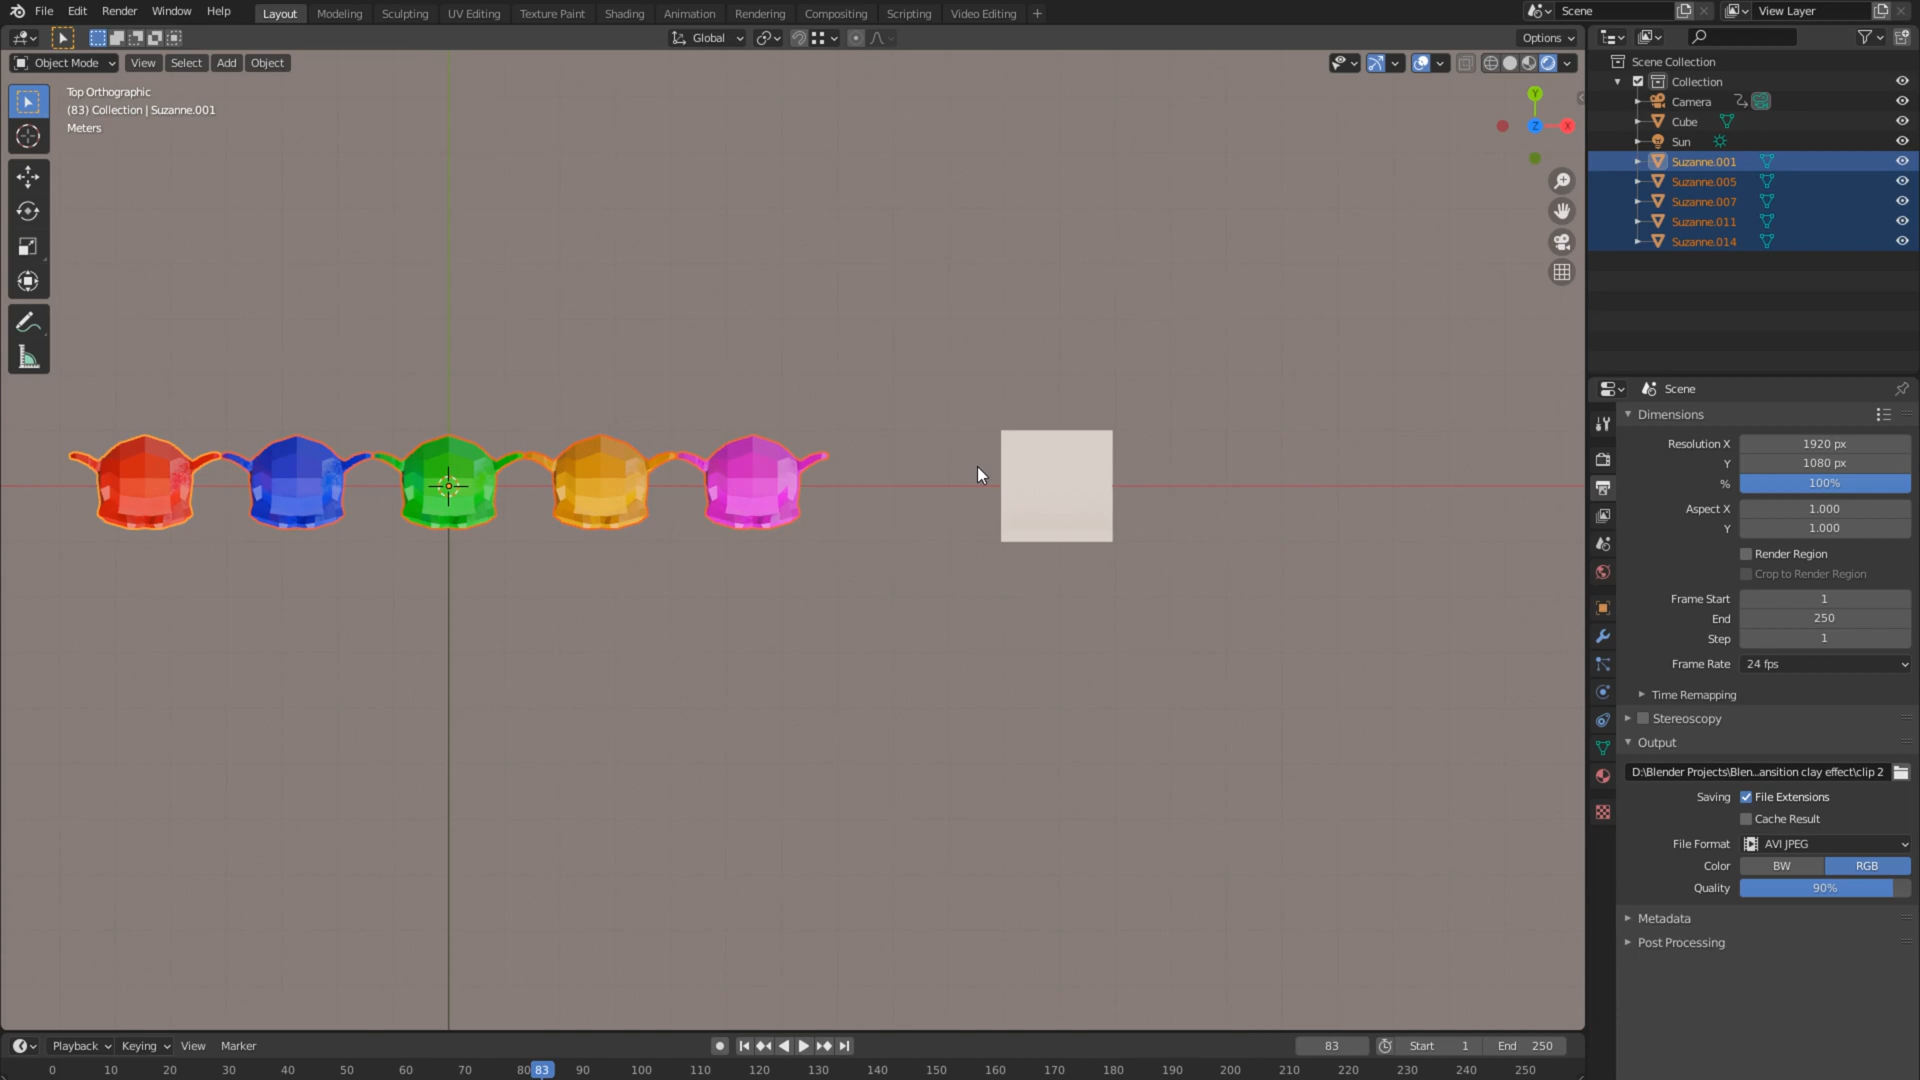 File Edit Render Window Help Layout Modeling Sculpting UV Editing Texture Paint Shading Animation Rendering Compositing Scripting Video Editing + Scene View Layer
Global Options
Object Mode View Select Add Object
Top Orthographic
(83) Collection | Suzanne.001
Meters
Y
Z
X
Scene Collection
Collection
Camera
Cube
Sun
Suzanne.001
Suzanne.005
Suzanne.007
Suzanne.011
Suzanne.014
Scene
Dimensions
Resolution X 1920 px
Y 1080 px
% 100%
Aspect X 1.000
Y 1.000
Render Region
Crop to Render Region
Frame Start 1
End 250
Step 1
Frame Rate 24 fps
Time Remapping
Stereoscopy
Output
D:\Blender Projects\Blen...ansition clay effect\clip 2
Saving File Extensions
Cache Result
File Format AVI JPEG
Color BW RGB
Quality 90%
Metadata
Post Processing
Playback Keying View Marker 83 Start 1 End 250
0 10 20 30 40 50 60 70 80 83 90 100 110 120 130 140 150 160 170 180 190 200 210 220 230 240 250